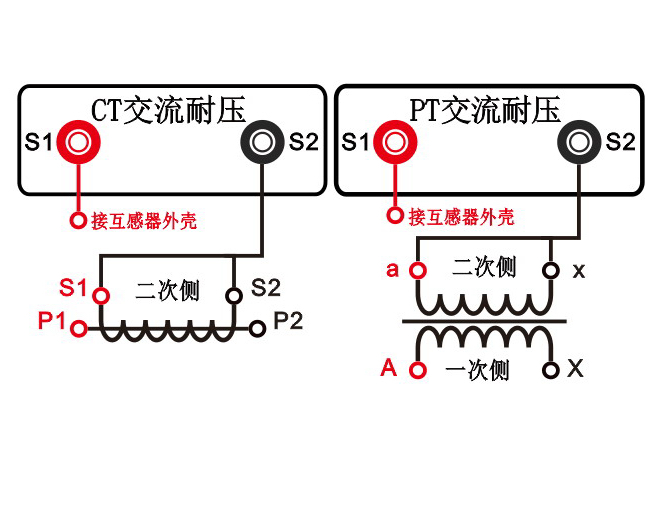 CT交流耐压
S1
S2
接互感器外壳
S1
二次侧
S2
P1
P2
PT交流耐压
S1
S2
接互感器外壳
a
二次侧
x
A
一次侧
X